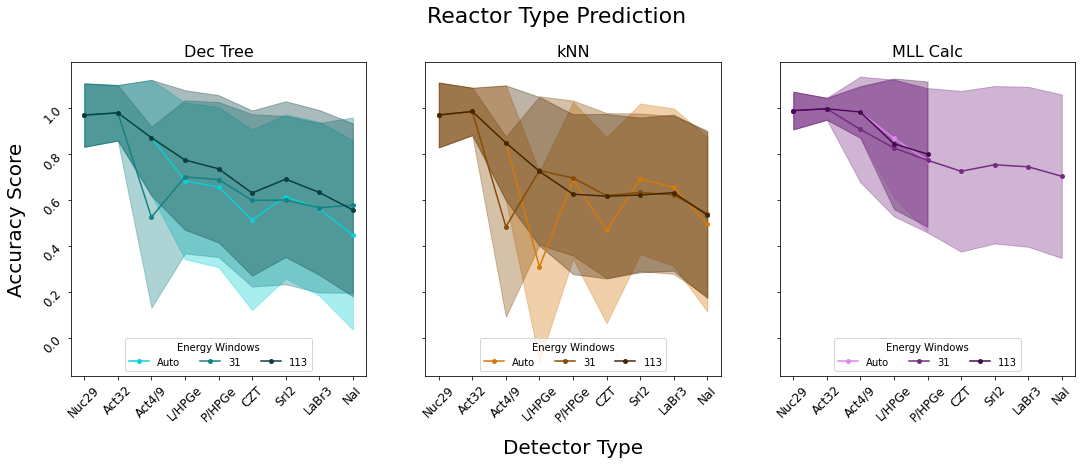 Reactor Type Prediction
Dec Tree
kNN
MLL Calc
Accuracy Score
1.0
0.8
0.6
0.4
0.2
0.0
Energy Windows
Auto 31 113
Energy Windows
Auto 31 113
Energy Windows
Auto 31 113
Nuc29 Act32 Act4/9 L/HPGe P/HPGe CZT SrI2 LaBr3 NaI
Nuc29 Act32 Act4/9 L/HPGe P/HPGe CZT SrI2 LaBr3 NaI
Nuc29 Act32 Act4/9 L/HPGe P/HPGe CZT SrI2 LaBr3 NaI
Detector Type